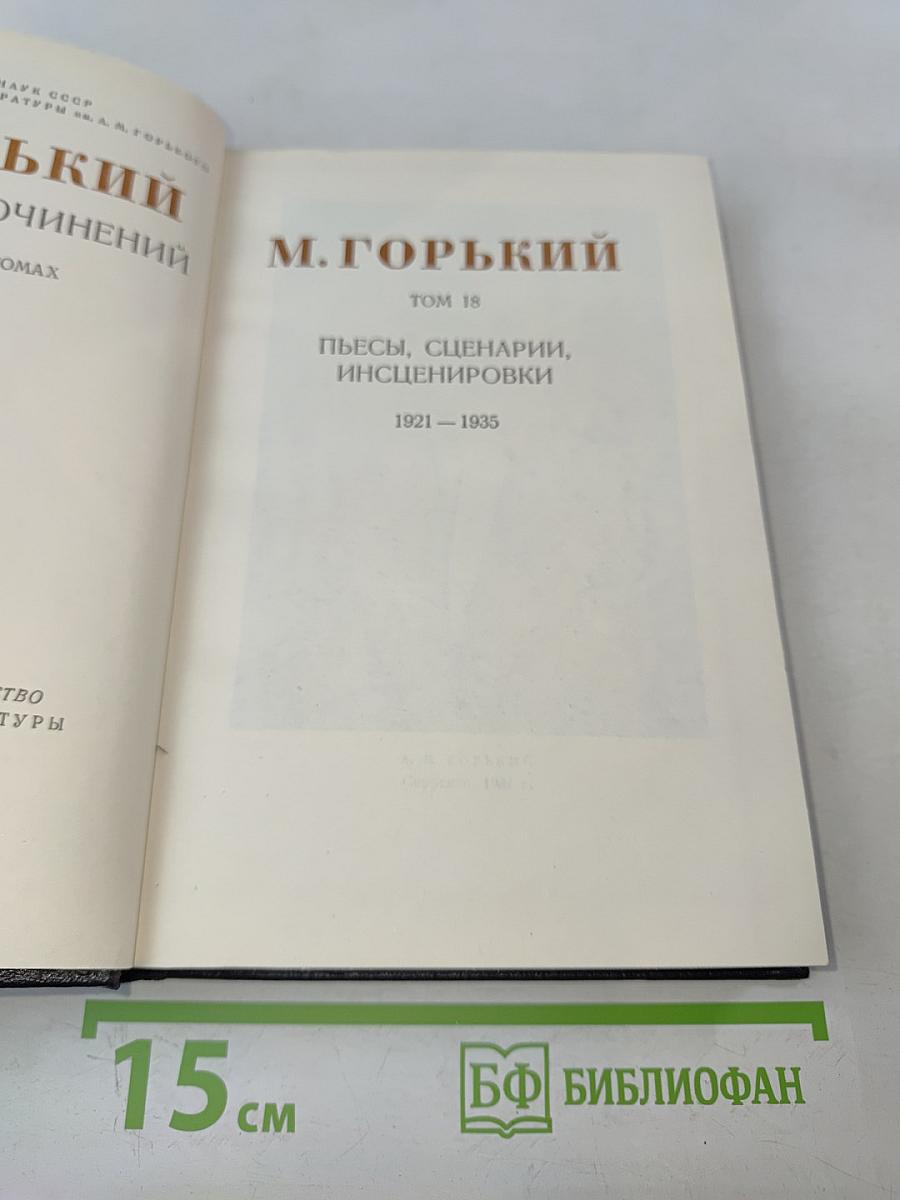 НАУК СССР
РАТУРЫ им. А. М. ГОРЬКОГО
ЬКИЙ
ОЧИНЕНИЙ
ТОМАХ
СТВО
ТУРЫ
М. ГОРЬКИЙ
ТОМ 18
ПЬЕСЫ, СЦЕНАРИИ,
ИНСЦЕНИРОВКИ
1921 — 1935
15 см
БФ БИБЛИОФАН